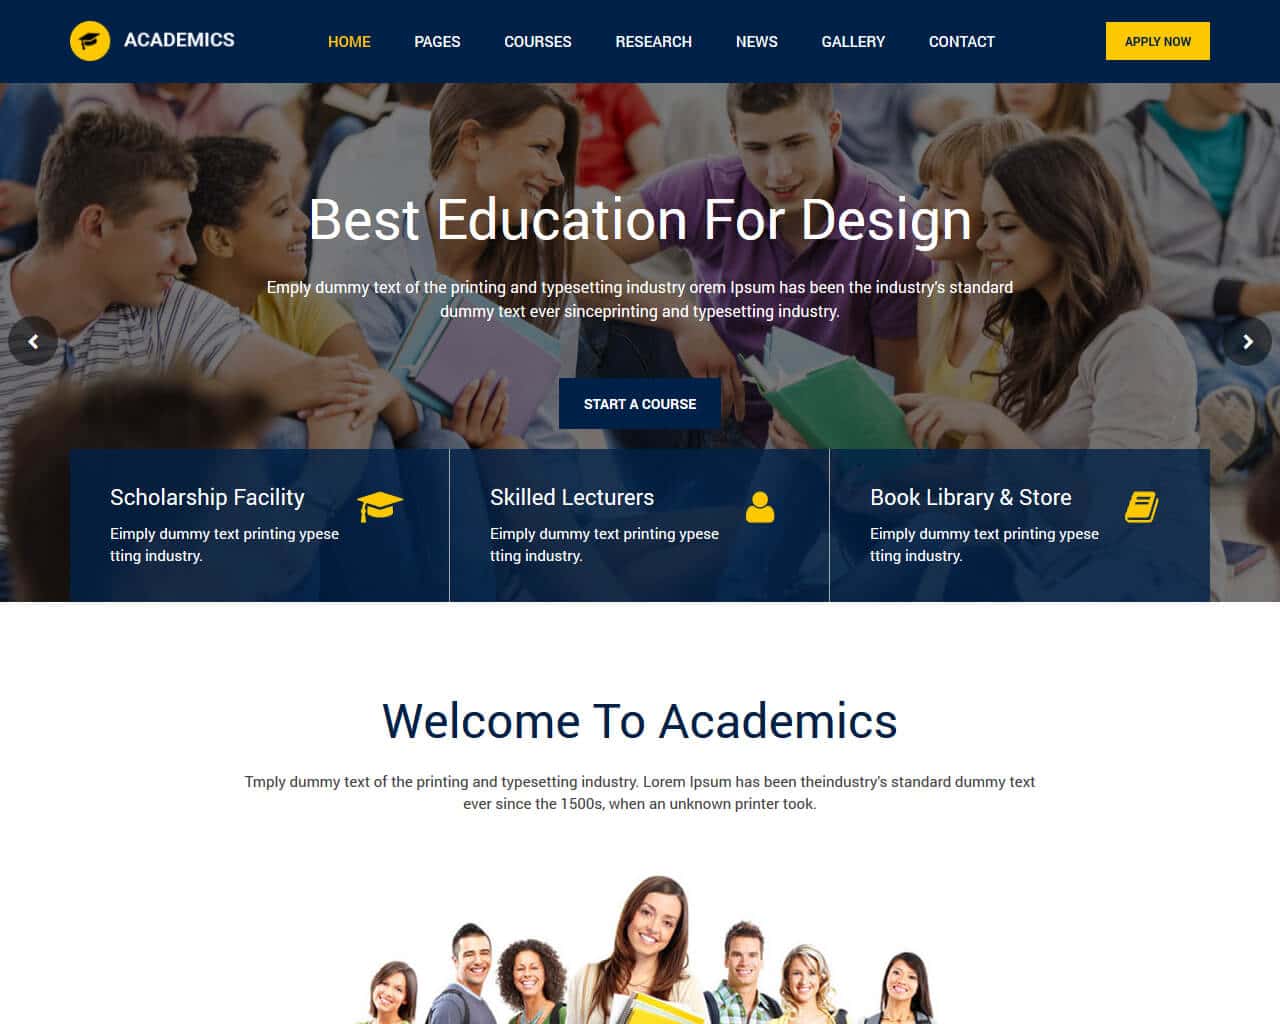 ACADEMICS
HOME
PAGES
COURSES
RESEARCH
NEWS
GALLERY
CONTACT
APPLY NOW
Best Education For Design
Emply dummy text of the printing and typesetting industry orem Ipsum has been the industry's standard
dummy text ever sinceprinting and typesetting industry.
START A COURSE
Scholarship Facility
Eimply dummy text printing ypese
tting industry.
Skilled Lecturers
Eimply dummy text printing ypese
tting industry.
Book Library & Store
Eimply dummy text printing ypese
tting industry.
Welcome To Academics
Tmply dummy text of the printing and typesetting industry. Lorem Ipsum has been theindustry's standard dummy text
ever since the 1500s, when an unknown printer took.